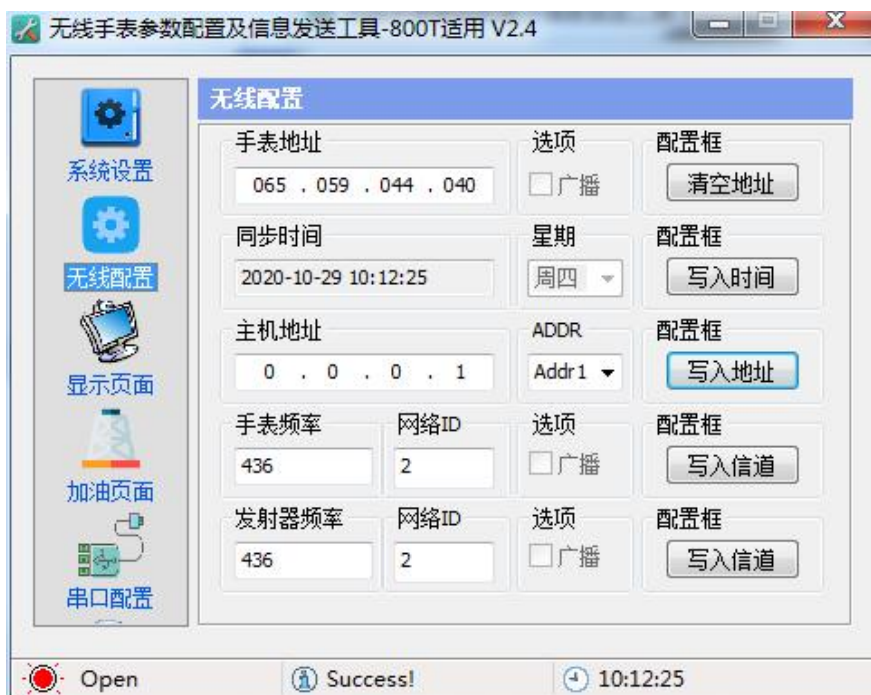 无线手表参数配置及信息发送工具-800T适用 V2.4
系统设置
无线配置
显示页面
加油页面
串口配置
无线配置
手表地址 选项 配置框
065 . 059 . 044 . 040 广播 清空地址
同步时间 星期 配置框
2020-10-29 10:12:25 周四 写入时间
主机地址 ADDR 配置框
0 . 0 . 0 . 1 Addr1 写入地址
手表频率 网络ID 选项 配置框
436 2 广播 写入信道
发射器频率 网络ID 选项 配置框
436 2 广播 写入信道
Open Success! 10:12:25